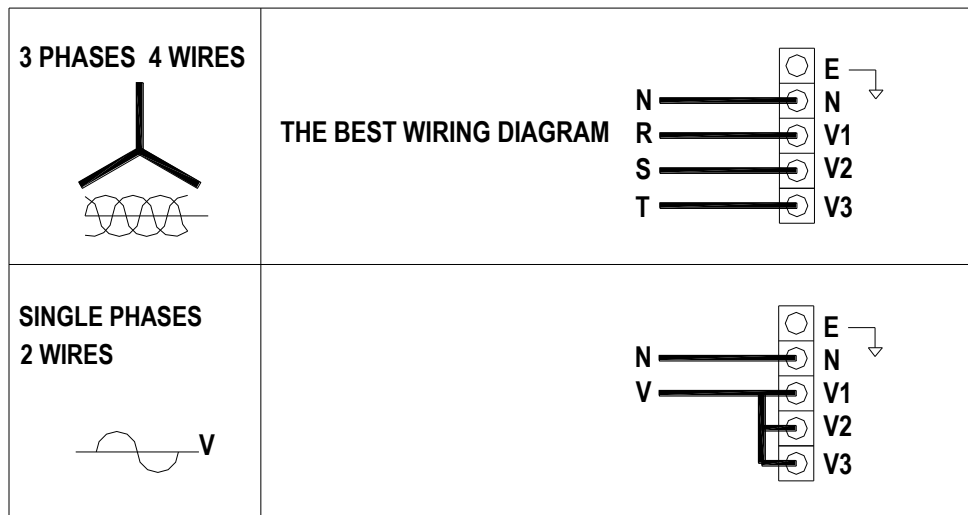 3 PHASES 4 WIRES
THE BEST WIRING DIAGRAM
N
R
S
T
E
N
V1
V2
V3
SINGLE PHASES
2 WIRES
V
N
V
E
N
V1
V2
V3